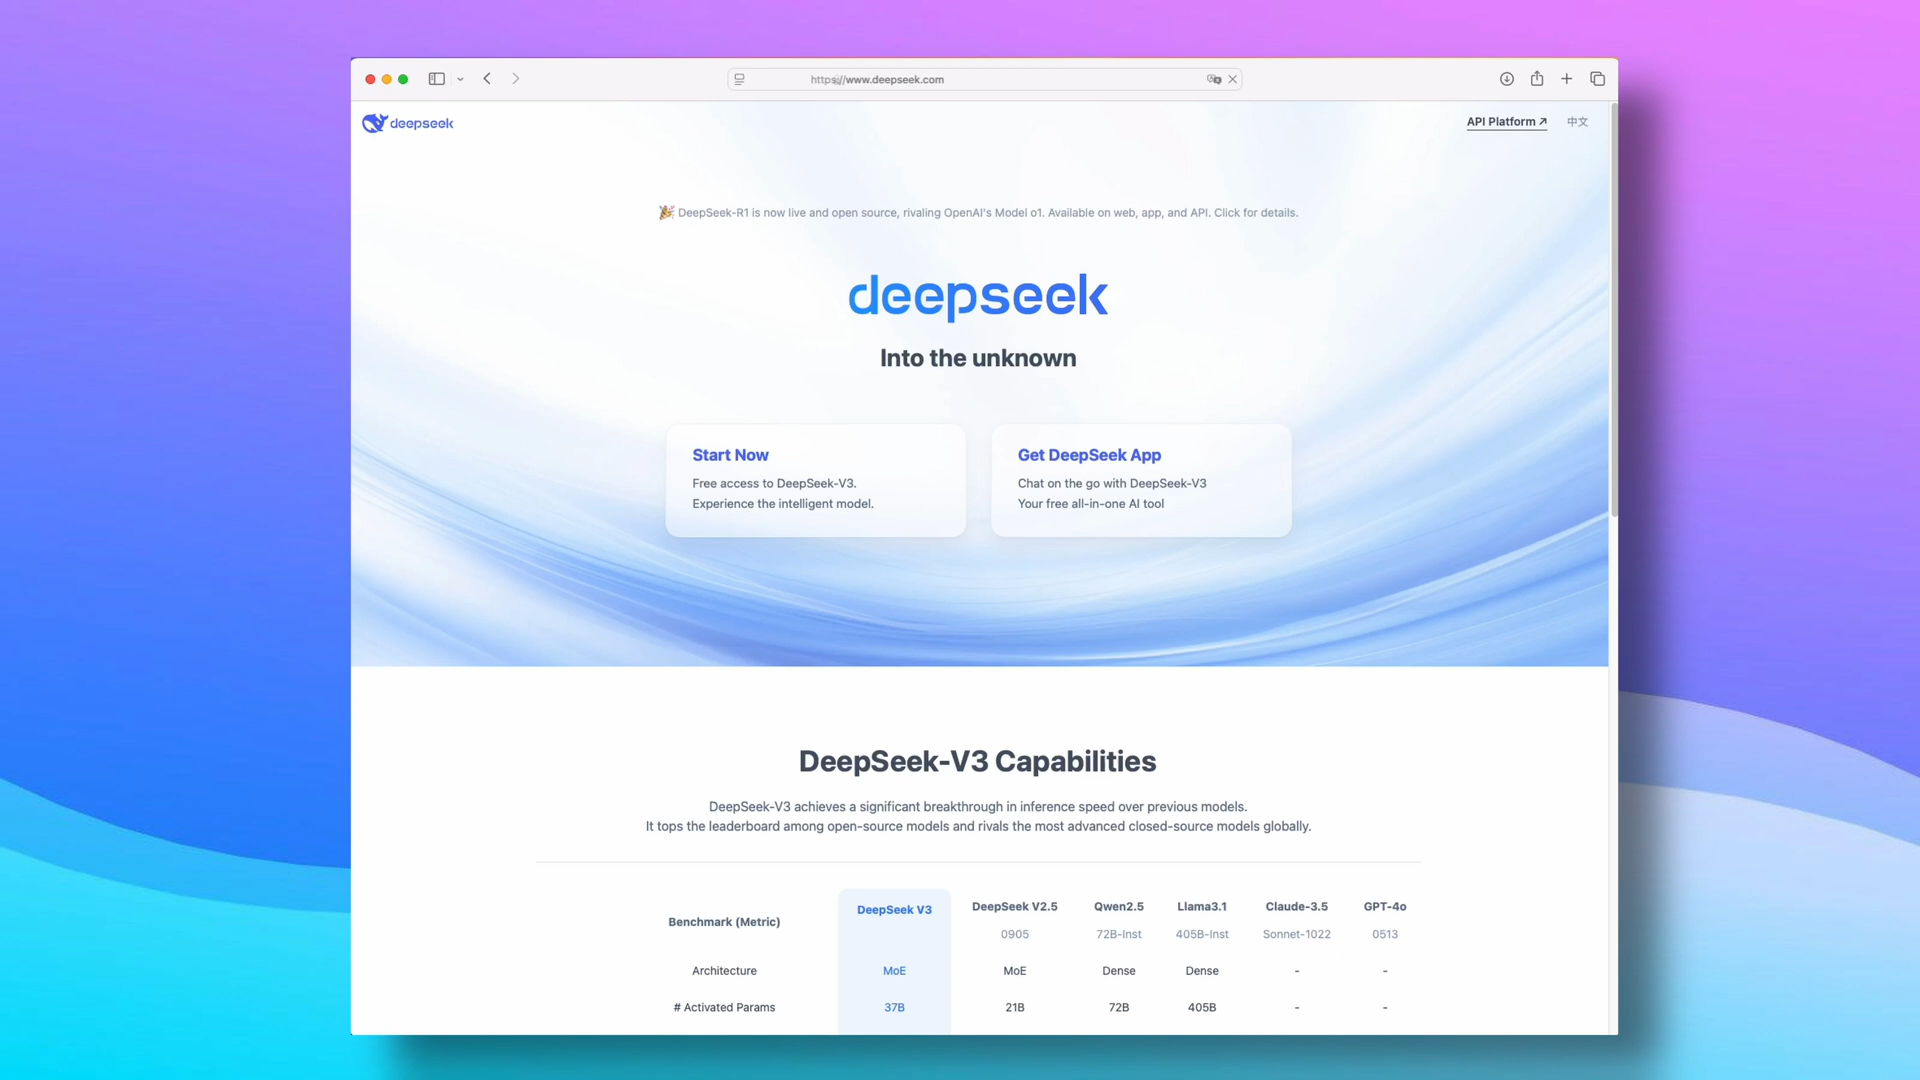 https://www.deepseek.com
deepseek
API Platform ↗ 中文
🎉 DeepSeek-R1 is now live and open source, rivaling OpenAI's Model o1. Available on web, app, and API. Click for details.
deepseek
Into the unknown
Start Now
Free access to DeepSeek-V3.
Experience the intelligent model.
Get DeepSeek App
Chat on the go with DeepSeek-V3
Your free all-in-one AI tool
DeepSeek-V3 Capabilities
DeepSeek-V3 achieves a significant breakthrough in inference speed over previous models.
It tops the leaderboard among open-source models and rivals the most advanced closed-source models globally.
Benchmark (Metric) DeepSeek V3 DeepSeek V2.5 Qwen2.5 Llama3.1 Claude-3.5 GPT-4o
0905 72B-Inst 405B-Inst Sonnet-1022 0513
Architecture MoE MoE Dense Dense - -
# Activated Params 37B 21B 72B 405B - -